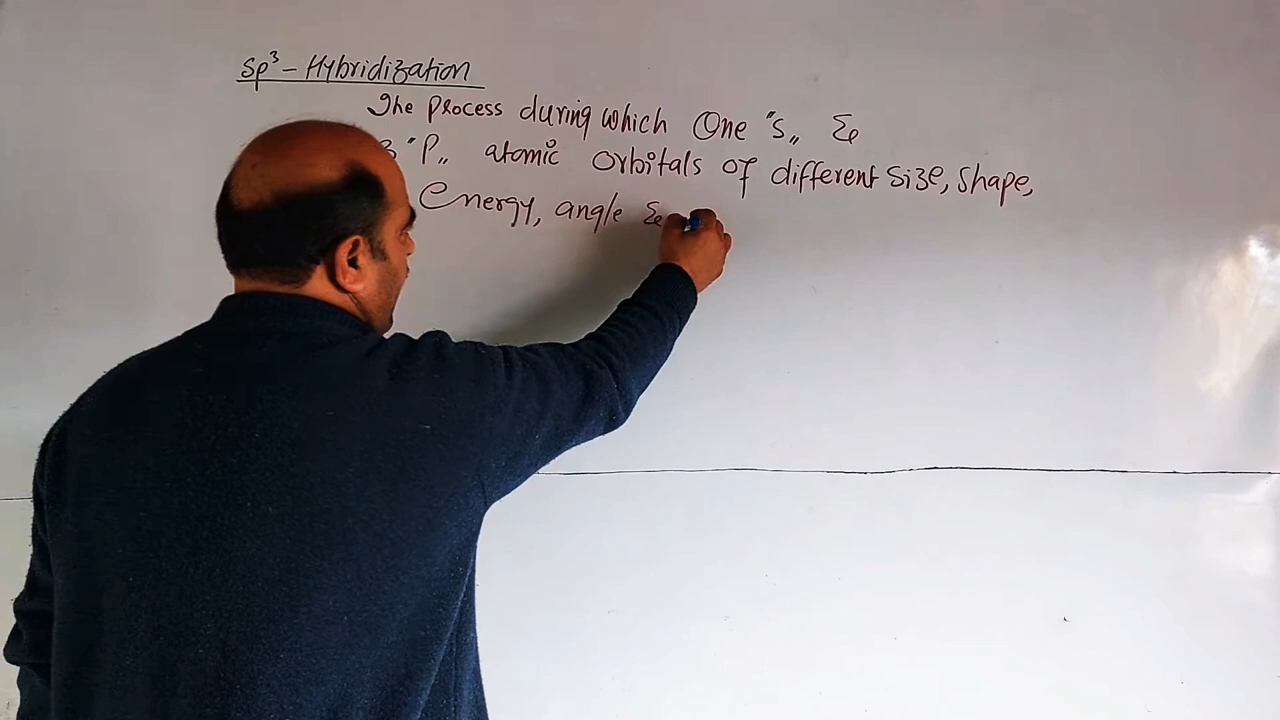 Sp³ - Hybridization
The Process during which One "s„ &
3 "P„ atomic Orbitals of different Size, Shape,
Energy, angle &